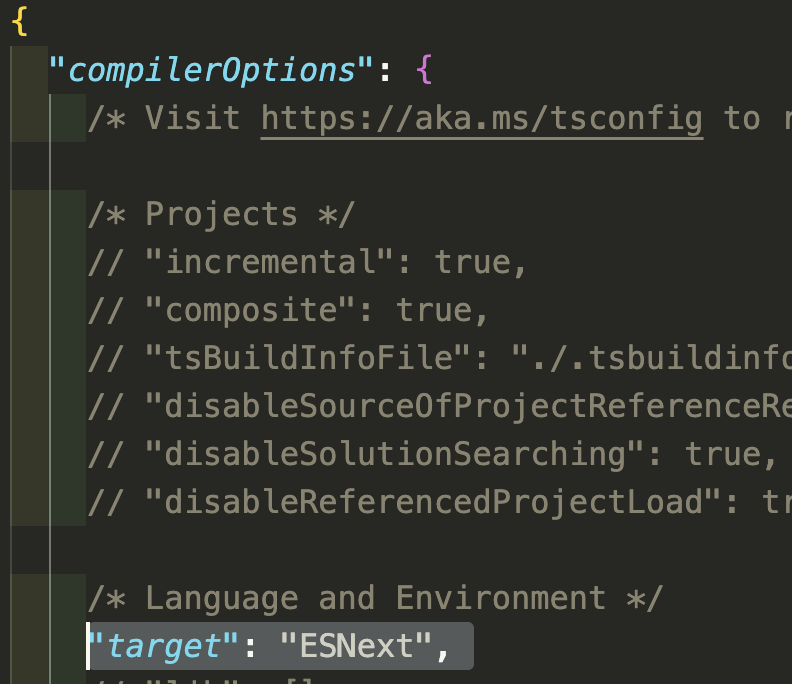 {
"compilerOptions": {
/* Visit https://aka.ms/tsconfig to
/* Projects */
// "incremental": true,
// "composite": true,
// "tsBuildInfoFile": "./.tsbuildinfo
// "disableSourceOfProjectReferenceRe
// "disableSolutionSearching": true,
// "disableReferencedProjectLoad": tr
/* Language and Environment */
"target": "ESNext",